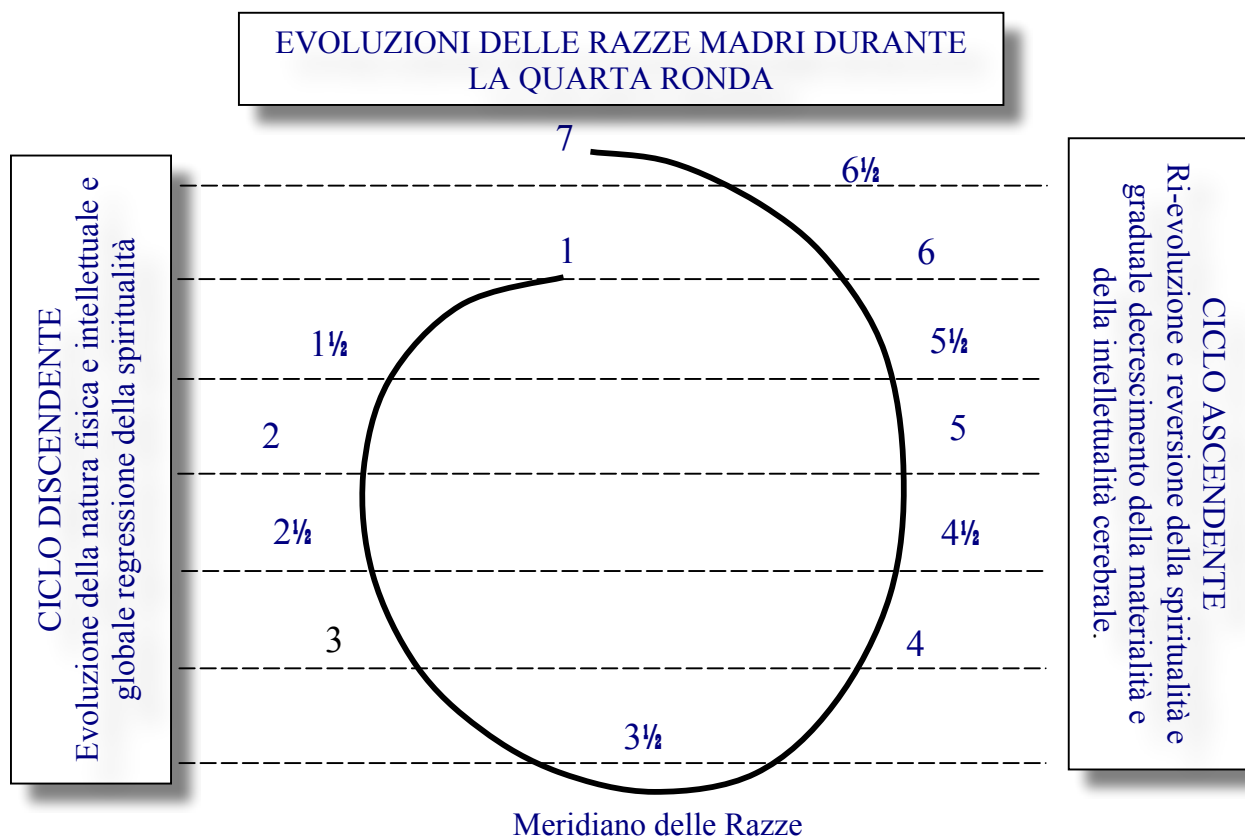 EVOLUZIONI DELLE RAZZE MADRI DURANTE
LA QUARTA RONDA
CICLO DISCENDENTE
Evoluzione della natura fisica e intellettuale e
globale regressione della spiritualità
7
6½
1
6
1½
5½
2
5
2½
4½
3
4
3½
Meridiano delle Razze
CICLO ASCENDENTE
Ri-evoluzione e reversione della spiritualità e
graduale decrescimento della materialità e
della intellettualità cerebrale.